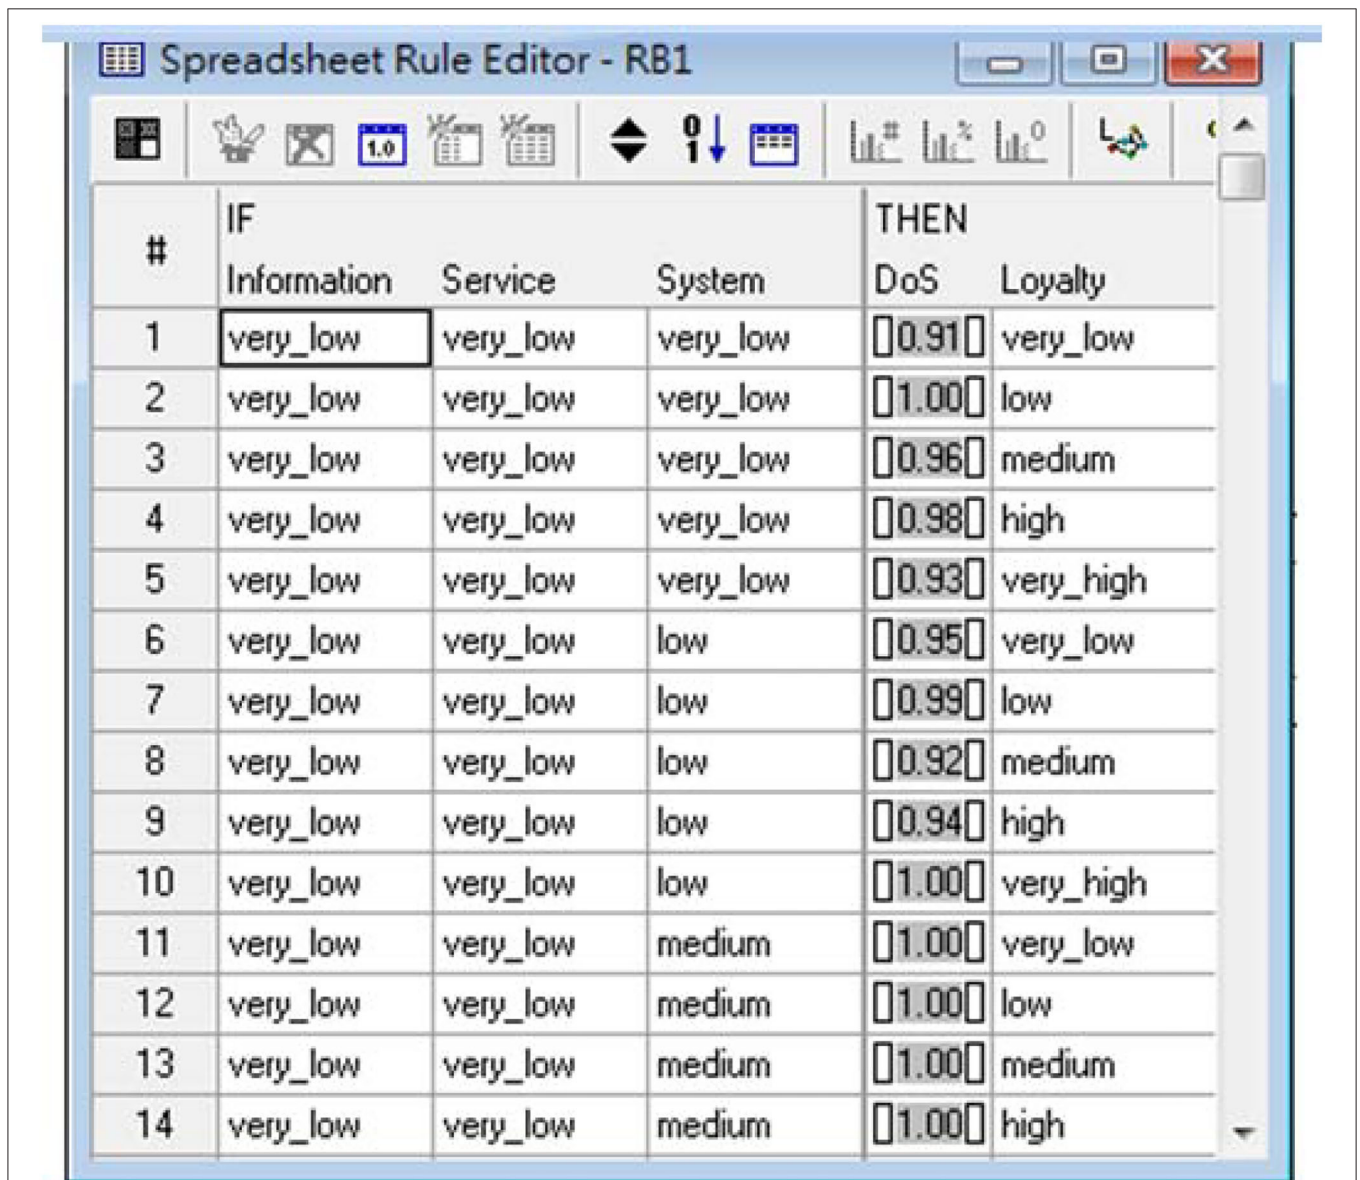 Spreadsheet Rule Editor - RB1
1.0 0 1 # % 0 L
# IF THEN
Information Service System DoS Loyalty
1 very_low very_low very_low [0.91] very_low
2 very_low very_low very_low [1.00] low
3 very_low very_low very_low [0.96] medium
4 very_low very_low very_low [0.98] high
5 very_low very_low very_low [0.93] very_high
6 very_low very_low low [0.95] very_low
7 very_low very_low low [0.99] low
8 very_low very_low low [0.92] medium
9 very_low very_low low [0.94] high
10 very_low very_low low [1.00] very_high
11 very_low very_low medium [1.00] very_low
12 very_low very_low medium [1.00] low
13 very_low very_low medium [1.00] medium
14 very_low very_low medium [1.00] high